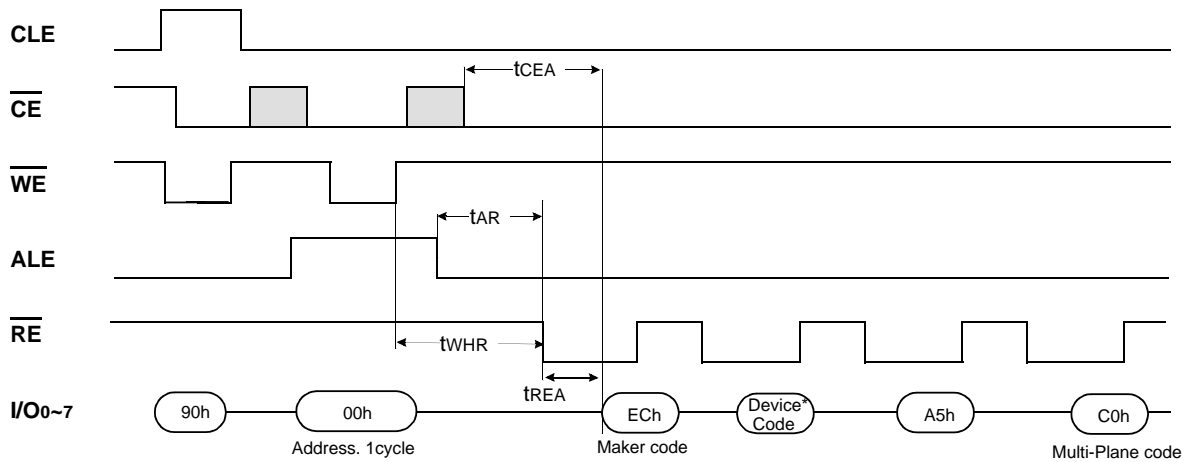 CLE
tCEA
CE
WE
tAR
ALE
RE
tWHR
tREA
I/O0~7
90h
00h
ECh
Device*
Code
A5h
C0h
Address. 1cycle
Maker code
Multi-Plane code